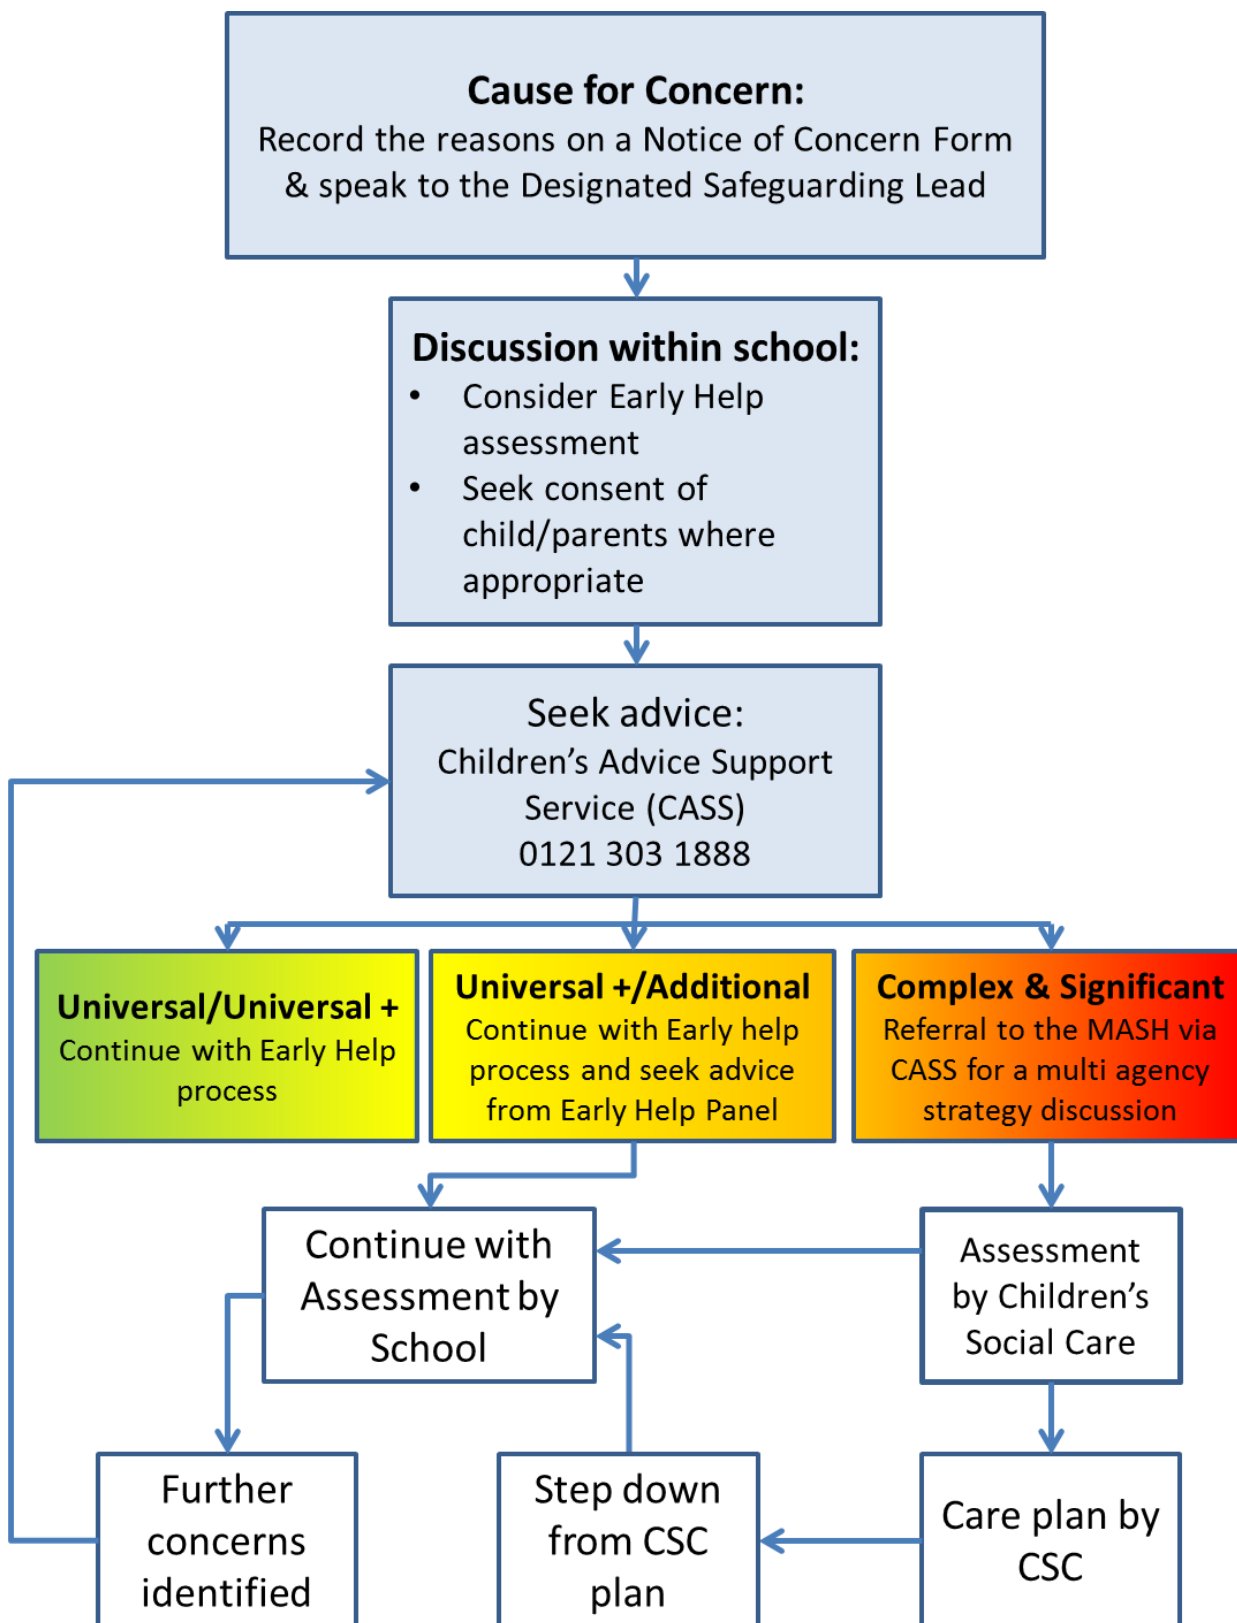 Cause for Concern:
Record the reasons on a Notice of Concern Form
& speak to the Designated Safeguarding Lead
Discussion within school:
• Consider Early Help
assessment
• Seek consent of
child/parents where
appropriate
Seek advice:
Children’s Advice Support
Service (CASS)
0121 303 1888
Universal/Universal +
Continue with Early Help
process
Universal +/Additional
Continue with Early help
process and seek advice
from Early Help Panel
Complex & Significant
Referral to the MASH via
CASS for a multi agency
strategy discussion
Continue with
Assessment by
School
Assessment
by Children’s
Social Care
Further
concerns
identified
Step down
from CSC
plan
Care plan by
CSC